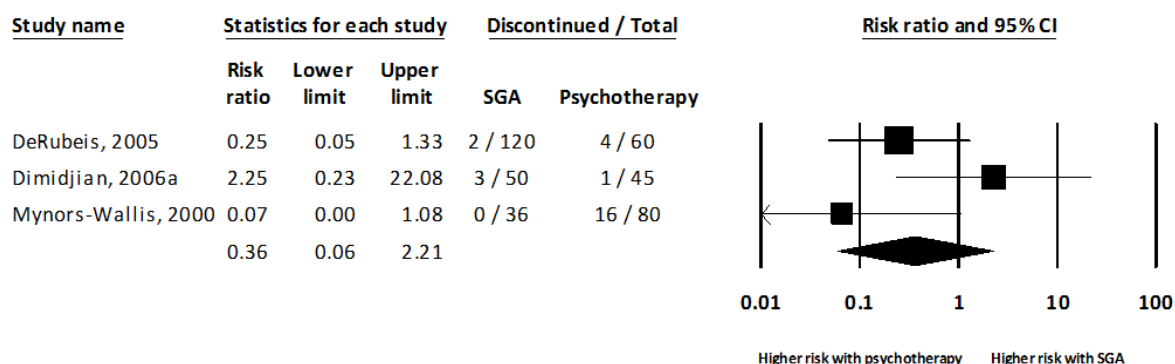 Study name Statistics for each study Discontinued / Total Risk ratio and 95% CI
Risk ratio Lower limit Upper limit SGA Psychotherapy
DeRubeis, 2005 0.25 0.05 1.33 2 / 120 4 / 60
Dimidjian, 2006a 2.25 0.23 22.08 3 / 50 1 / 45
Mynors-Wallis, 2000 0.07 0.00 1.08 0 / 36 16 / 80
0.36 0.06 2.21
0.01 0.1 1 10 100
Higher risk with psychotherapy Higher risk with SGA